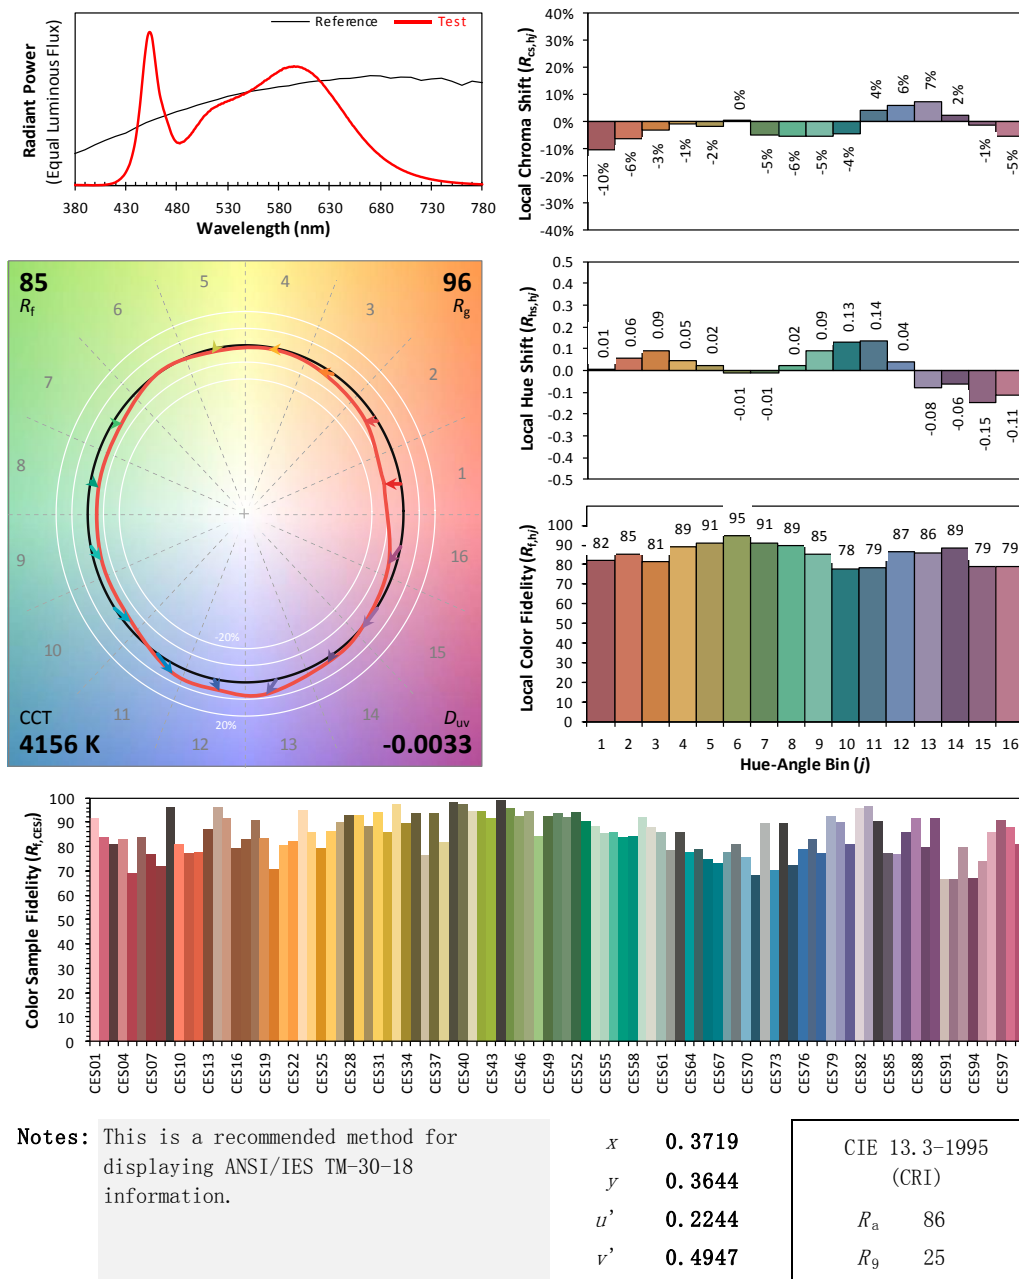 Reference
Test
Radiant Power
(Equal Luminous Flux)
380 430 480 530 580 630 680 730 780
Wavelength (nm)
Local Chroma Shift (Rcs,hj)
40%
30%
20%
10%
0%
-10%
-20%
-30%
-40%
-10% -6% -3% -1% -2% 0% -5% -6% -5% -4% 4% 6% 7% 2% -1% -5%
85
Rf
96
Rg
5 4
6 3
7 2
8 1
9 16
10 15
11 14
12 13
-20%
20%
CCT
4156 K
Duv
-0.0033
Local Hue Shift (Rhs,hj)
0.5
0.4
0.3
0.2
0.1
0.0
-0.1
-0.2
-0.3
-0.4
-0.5
0.01 0.06 0.09 0.05 0.02 -0.01 -0.01 0.02 0.09 0.13 0.14 0.04 -0.08 -0.06 -0.15 -0.11
Local Color Fidelity (Rf,hj)
100
90
80
70
60
50
40
30
20
10
0
82 85 81 89 91 95 91 89 85 78 79 87 86 89 79 79
1 2 3 4 5 6 7 8 9 10 11 12 13 14 15 16
Hue-Angle Bin (j)
Color Sample Fidelity (Rf,CESi)
100
90
80
70
60
50
40
30
20
10
0
CES01 CES04 CES07 CES10 CES13 CES16 CES19 CES22 CES25 CES28 CES31 CES34 CES37 CES40 CES43 CES46 CES49 CES52 CES55 CES58 CES61 CES64 CES67 CES70 CES73 CES76 CES79 CES82 CES85 CES88 CES91 CES94 CES97
Notes: This is a recommended method for
displaying ANSI/IES TM-30-18
information.
x 0.3719
y 0.3644
u' 0.2244
v' 0.4947
CIE 13.3-1995
(CRI)
Ra 86
R9 25